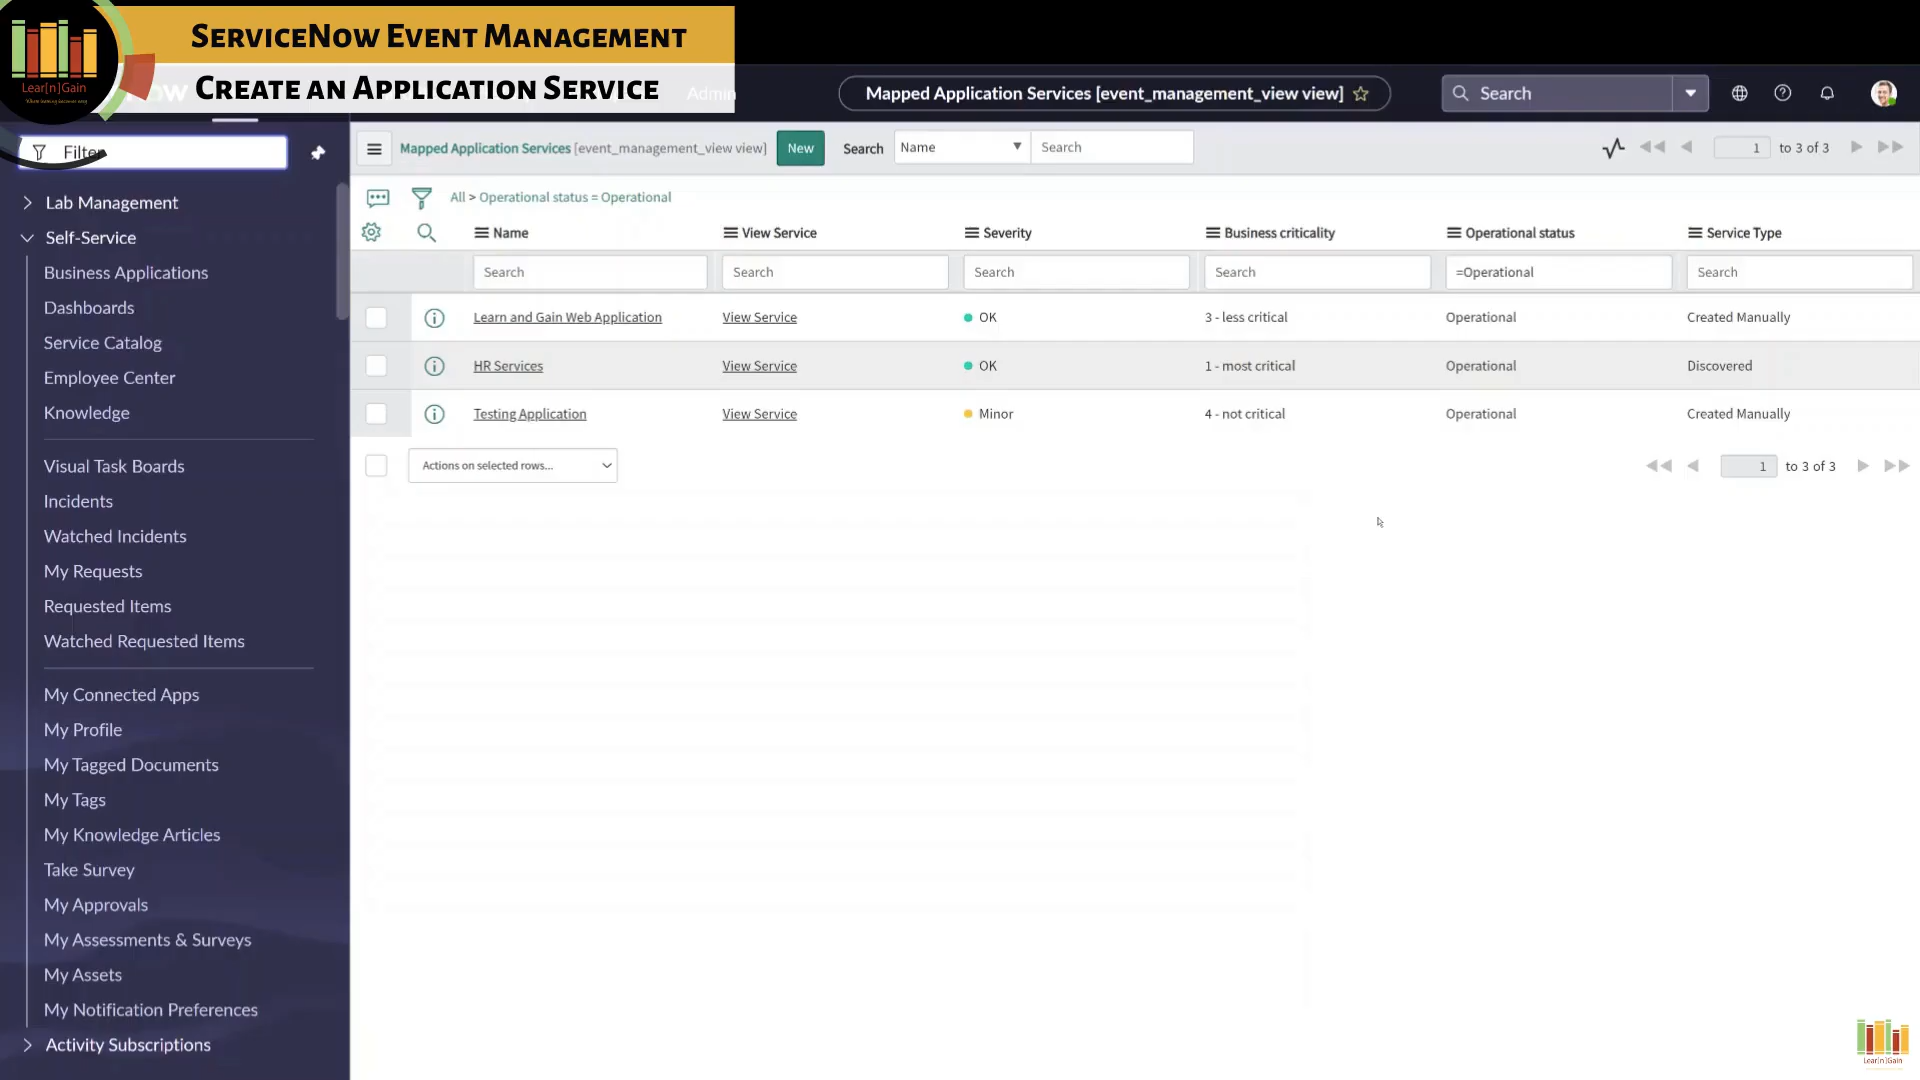 ServiceNow Event Management
Create an Application Service
Lear[n]Gain
Admin
Mapped Application Services [event_management_view view]
Search
Filter
Mapped Application Services [event_management_view view]
New
Search
Name
Search
1 to 3 of 3
All > Operational status = Operational
Name
View Service
Severity
Business criticality
Operational status
Service Type
Search
Search
Search
Search
=Operational
Search
Learn and Gain Web Application
View Service
OK
3 - less critical
Operational
Created Manually
HR Services
View Service
OK
1 - most critical
Operational
Discovered
Testing Application
View Service
Minor
4 - not critical
Operational
Created Manually
Actions on selected rows...
1 to 3 of 3
Lab Management
Self-Service
Business Applications
Dashboards
Service Catalog
Employee Center
Knowledge
Visual Task Boards
Incidents
Watched Incidents
My Requests
Requested Items
Watched Requested Items
My Connected Apps
My Profile
My Tagged Documents
My Tags
My Knowledge Articles
Take Survey
My Approvals
My Assessments & Surveys
My Assets
My Notification Preferences
Activity Subscriptions
Lear[n]Gain